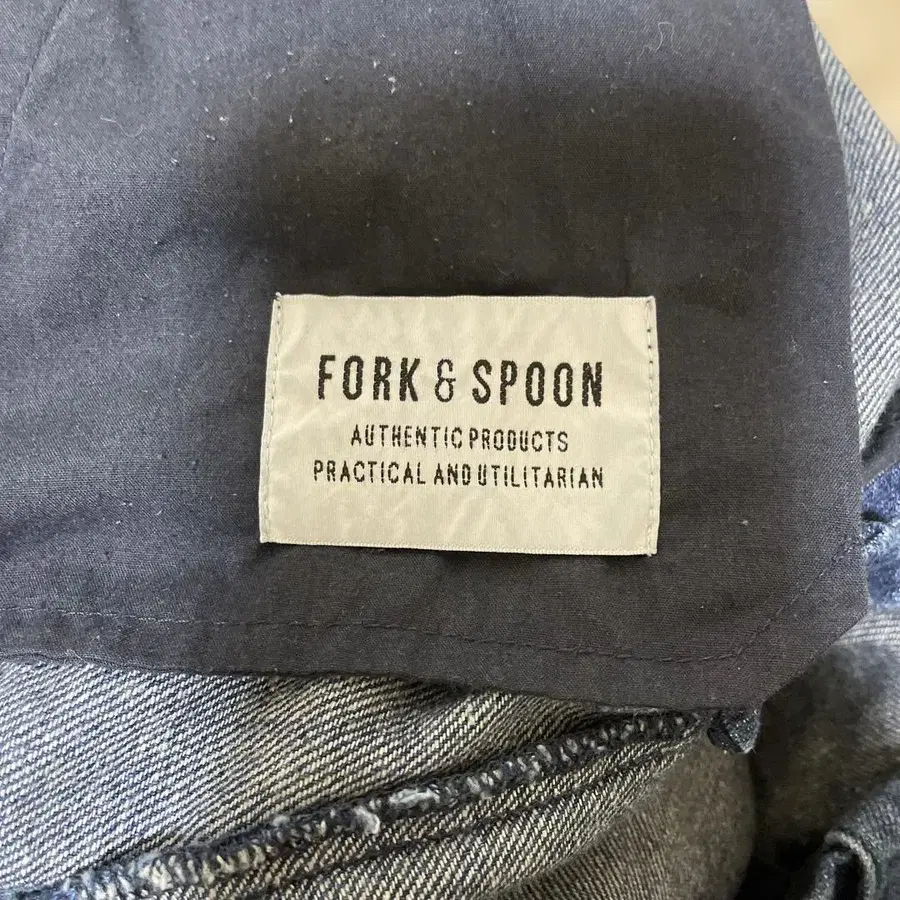 FORK & SPOON
AUTHENTIC PRODUCTS
PRACTICAL AND UTILITARIAN